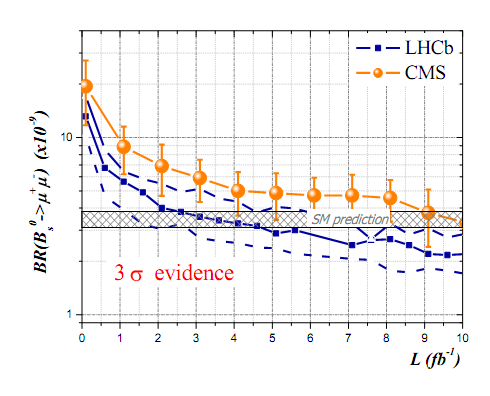 LHCb
CMS
10
BR(B_s^0->μ^+μ^-) (x10^-9)
SM prediction
3 σ evidence
1
0 1 2 3 4 5 6 7 8 9 10
L (fb^-1)